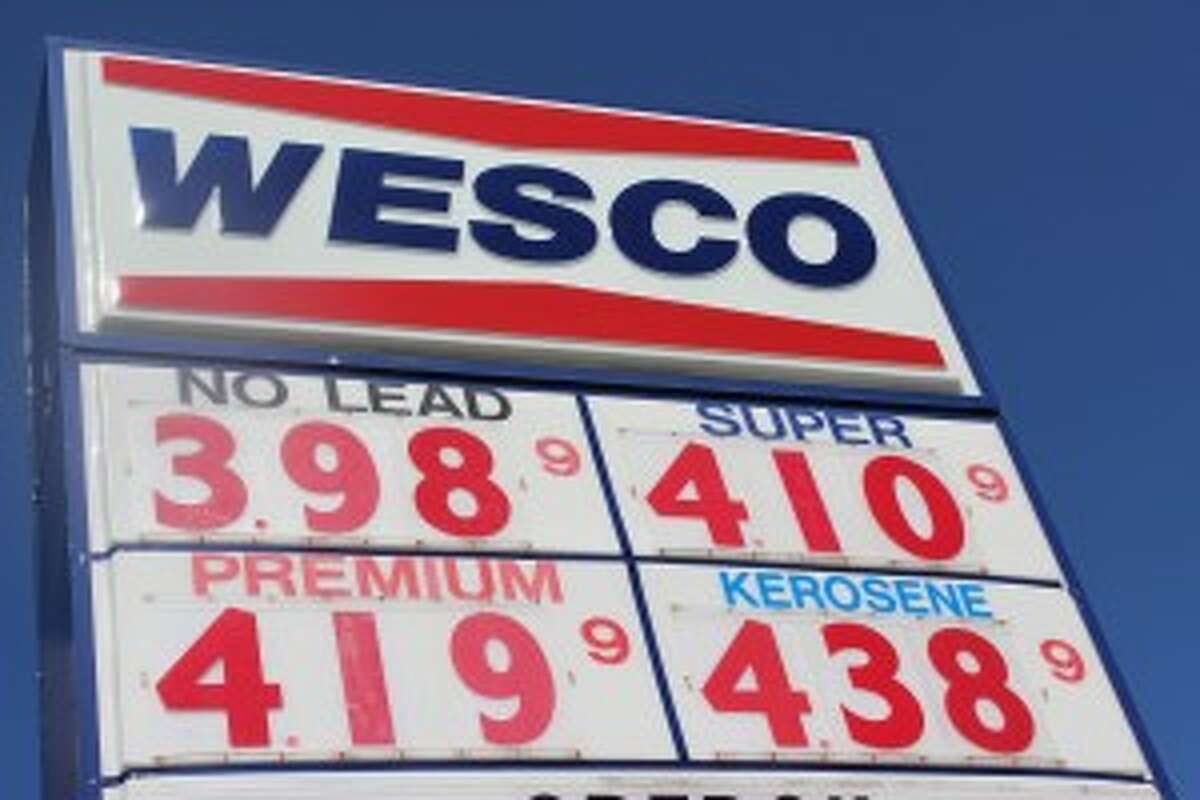 WESCO
NO LEAD
3.98 9
SUPER
4.10 9
PREMIUM
4.19 9
KEROSENE
4.38 9